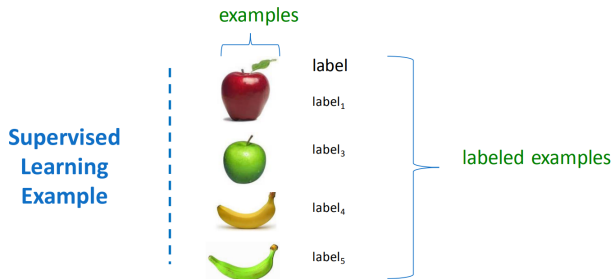 examples
label
label₁
label₃
label₄
label₅
Supervised
Learning
Example
labeled examples